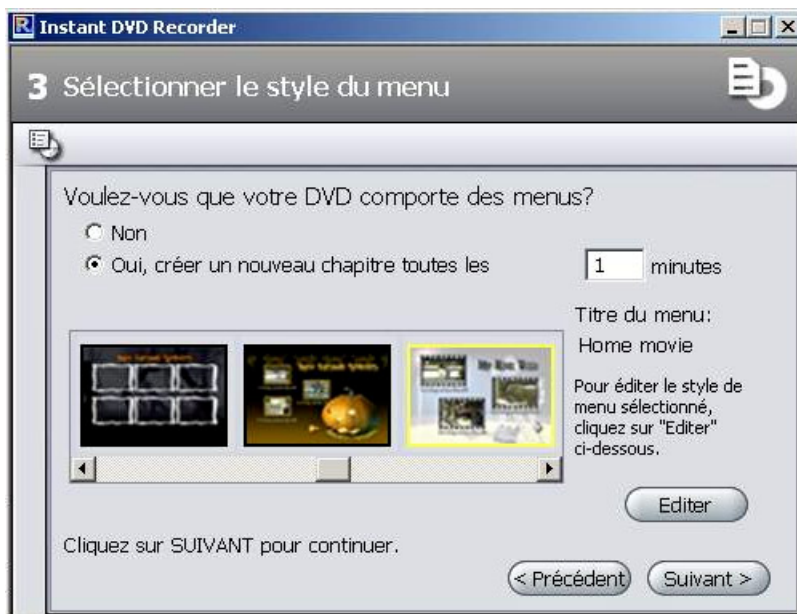 Instant DVD Recorder
3 Sélectionner le style du menu
Voulez-vous que votre DVD comporte des menus?
Non
Oui, créer un nouveau chapitre toutes les 1 minutes
Titre du menu:
Home movie
Pour éditer le style de
menu sélectionné,
cliquez sur "Editer"
ci-dessous.
Editer
Cliquez sur SUIVANT pour continuer.
< Précédent
Suivant >